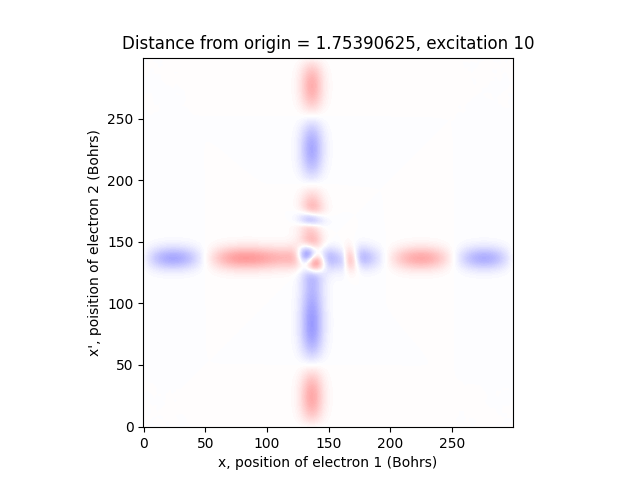 Distance from origin = 1.75390625, excitation 10
x', poisition of electron 2 (Bohrs)
250
200
150
100
50
0
0 50 100 150 200 250
x, position of electron 1 (Bohrs)